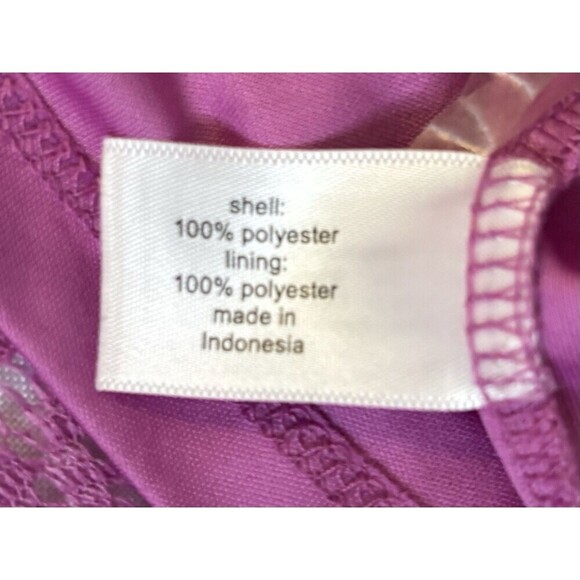 shell:
100% polyester
lining:
100% polyester
made in
Indonesia